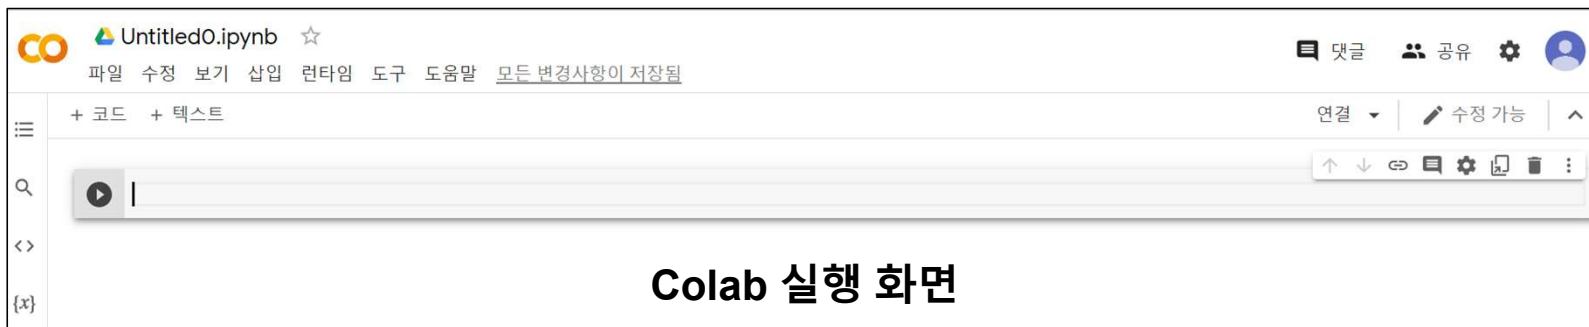 Untitled0.ipynb
댓글 공유
파일 수정 보기 삽입 런타임 도구 도움말 모든 변경사항이 저장됨
+ 코드 + 텍스트
연결 수정 가능
<>
{x}
Colab 실행 화면